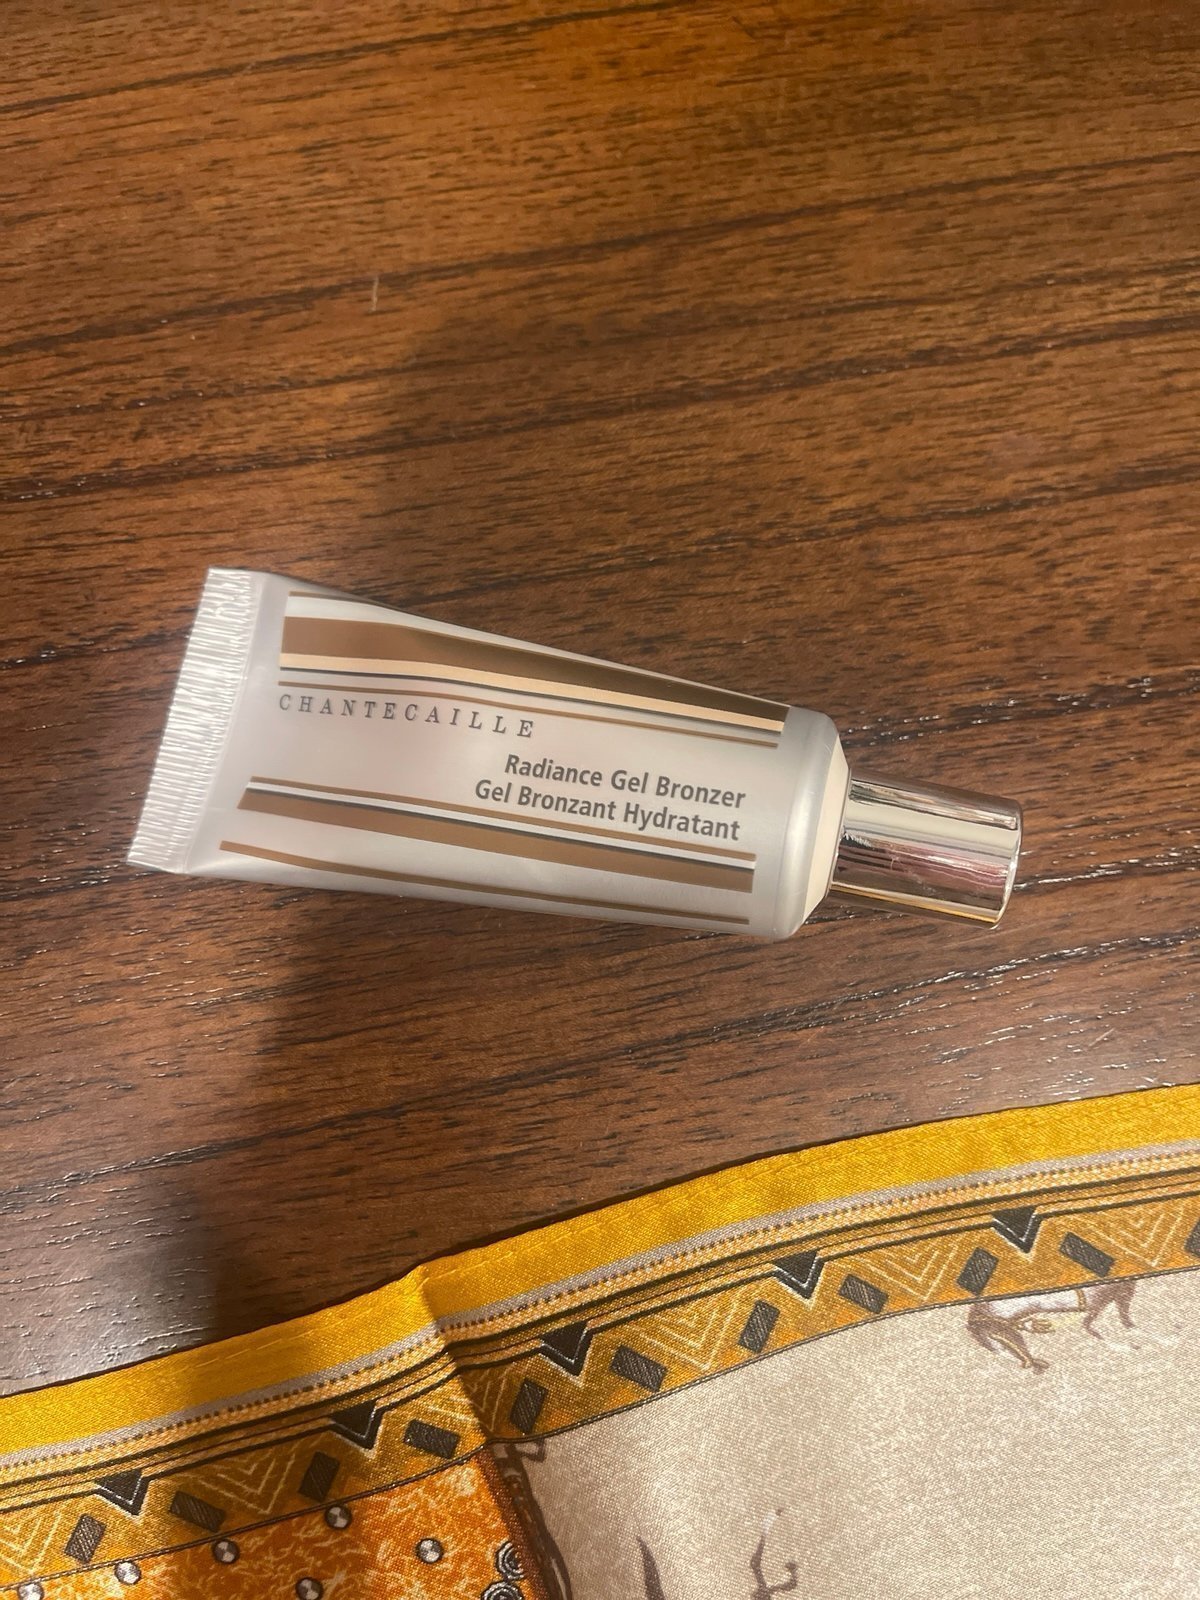 CHANTECAILLE
Radiance Gel Bronzer
Gel Bronzant Hydratant